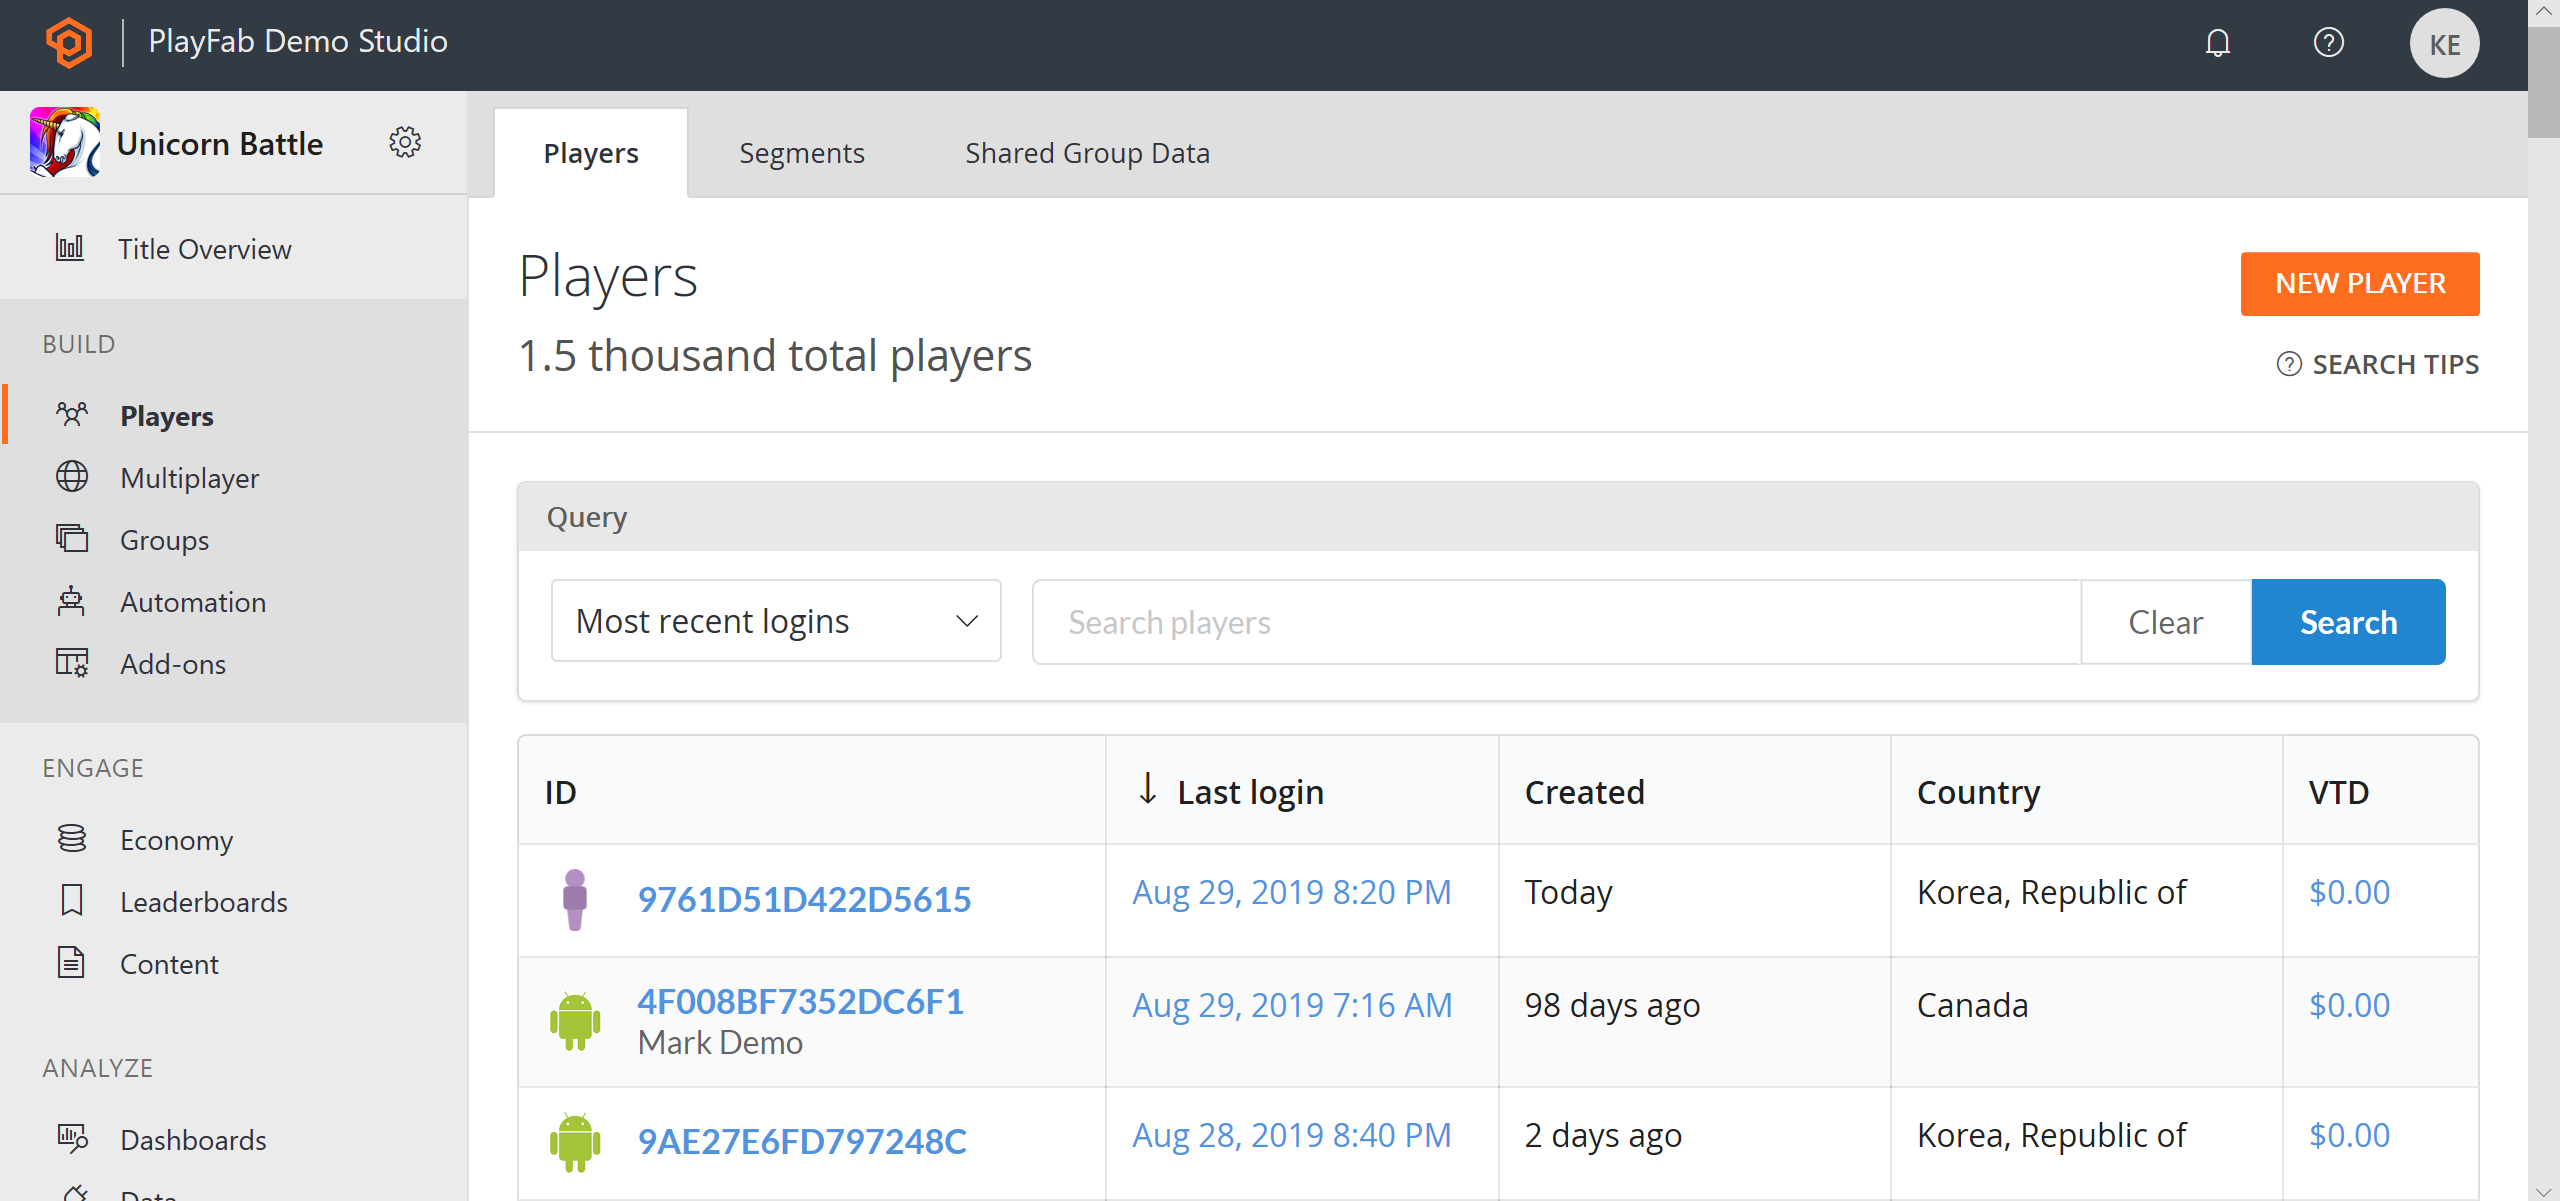 PlayFab Demo Studio
KE
Unicorn Battle
Players
Segments
Shared Group Data
Title Overview
BUILD
Players
Multiplayer
Groups
Automation
Add-ons
ENGAGE
Economy
Leaderboards
Content
ANALYZE
Dashboards
Data
Players
NEW PLAYER
1.5 thousand total players
SEARCH TIPS
Query
Most recent logins
Search players
Clear
Search
ID
Last login
Created
Country
VTD
9761D51D422D5615
Aug 29, 2019 8:20 PM
Today
Korea, Republic of
$0.00
4F008BF7352DC6F1
Mark Demo
Aug 29, 2019 7:16 AM
98 days ago
Canada
$0.00
9AE27E6FD797248C
Aug 28, 2019 8:40 PM
2 days ago
Korea, Republic of
$0.00